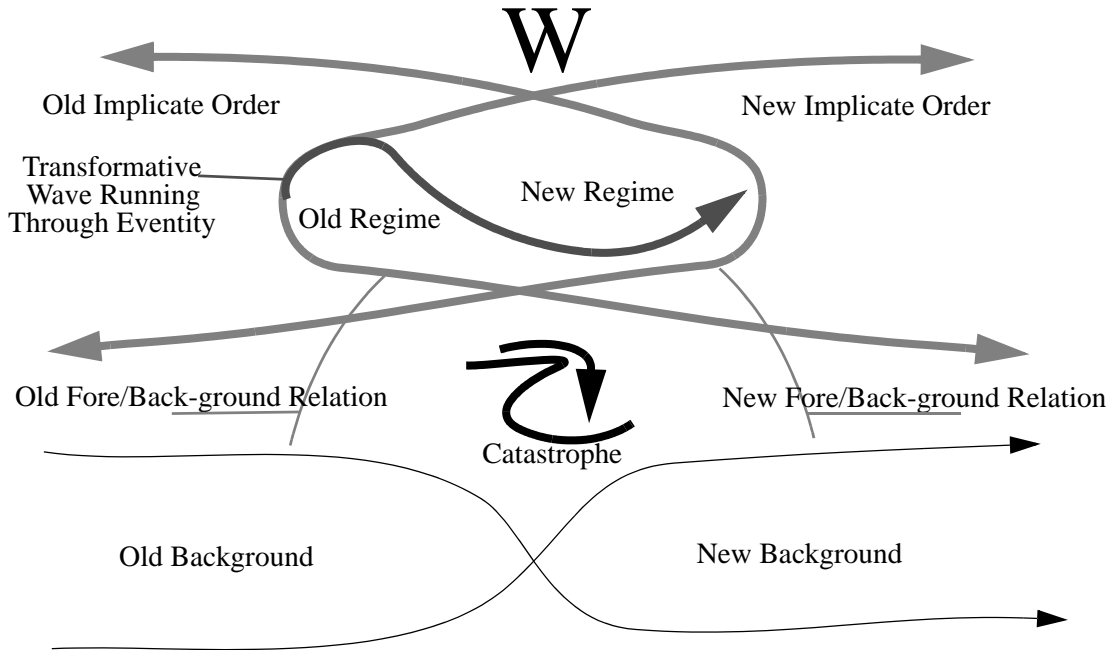 W
Old Implicate Order
New Implicate Order
Transformative
Wave Running
Through Eventity
Old Regime
New Regime
Old Fore/Back-ground Relation
New Fore/Back-ground Relation
Catastrophe
Old Background
New Background